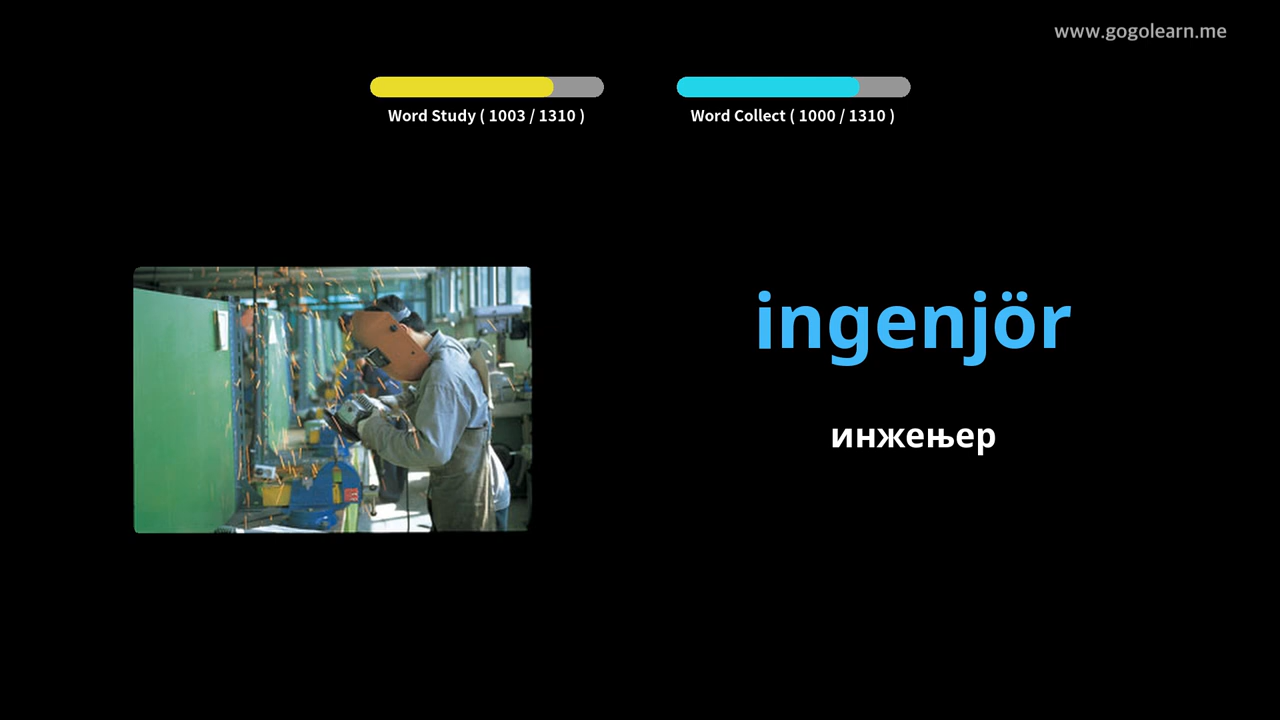 www.gogolearn.me
Word Study ( 1003 / 1310 )
Word Collect ( 1000 / 1310 )
ingenjör
инжењер